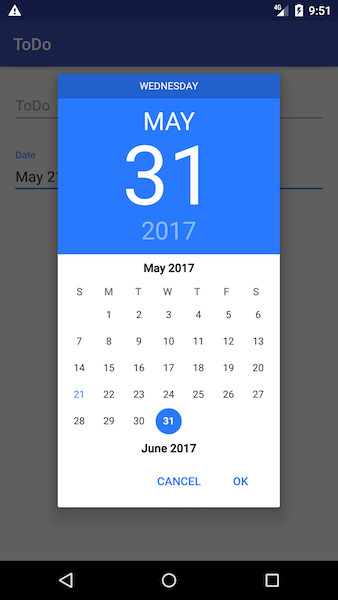 4G 9:51
ToDo
ToDo
Date
May 21
WEDNESDAY
MAY
31
2017
May 2017
S M T W T F S
1 2 3 4 5 6
7 8 9 10 11 12 13
14 15 16 17 18 19 20
21 22 23 24 25 26 27
28 29 30 31
June 2017
CANCEL OK